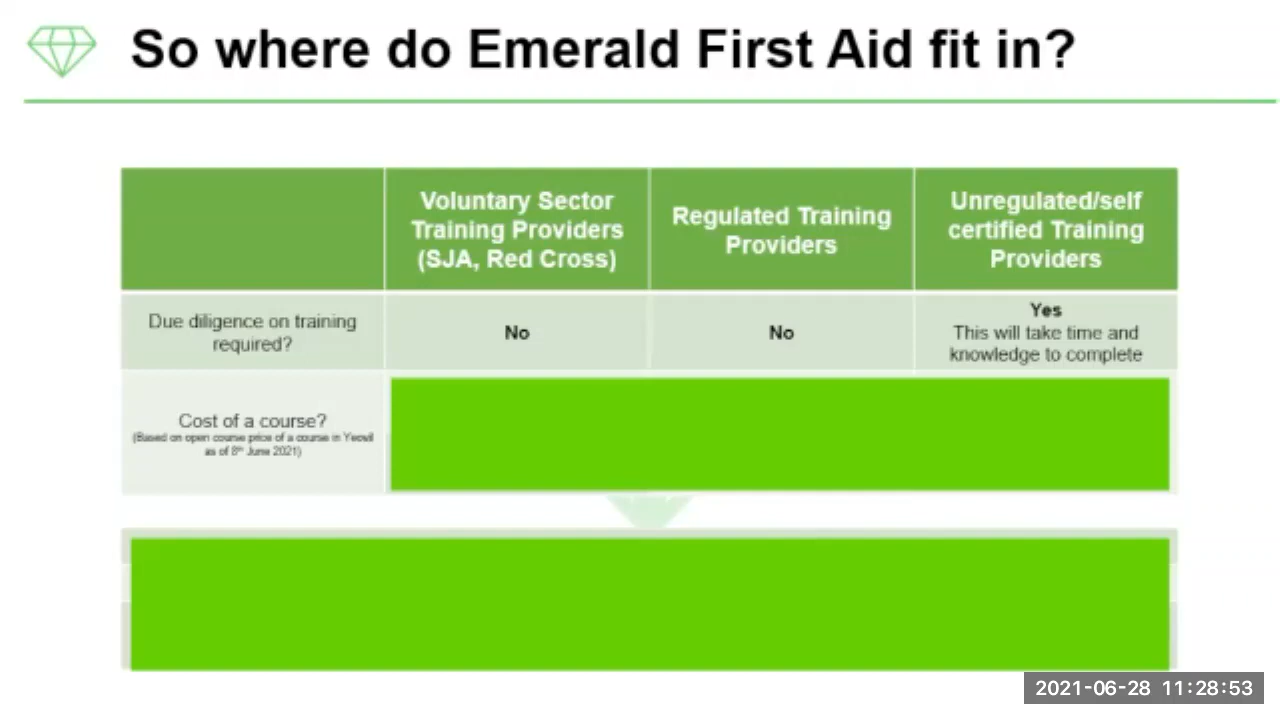 So where do Emerald First Aid fit in?
Voluntary Sector
Training Providers
(SJA, Red Cross)
Regulated Training
Providers
Unregulated/self
certified Training
Providers
Due diligence on training
required?
No
No
Yes
This will take time and
knowledge to complete
Cost of a course?
(Based on open course price of a course in Yeovil
as of 8th June 2021)
2021-06-28 11:28:53